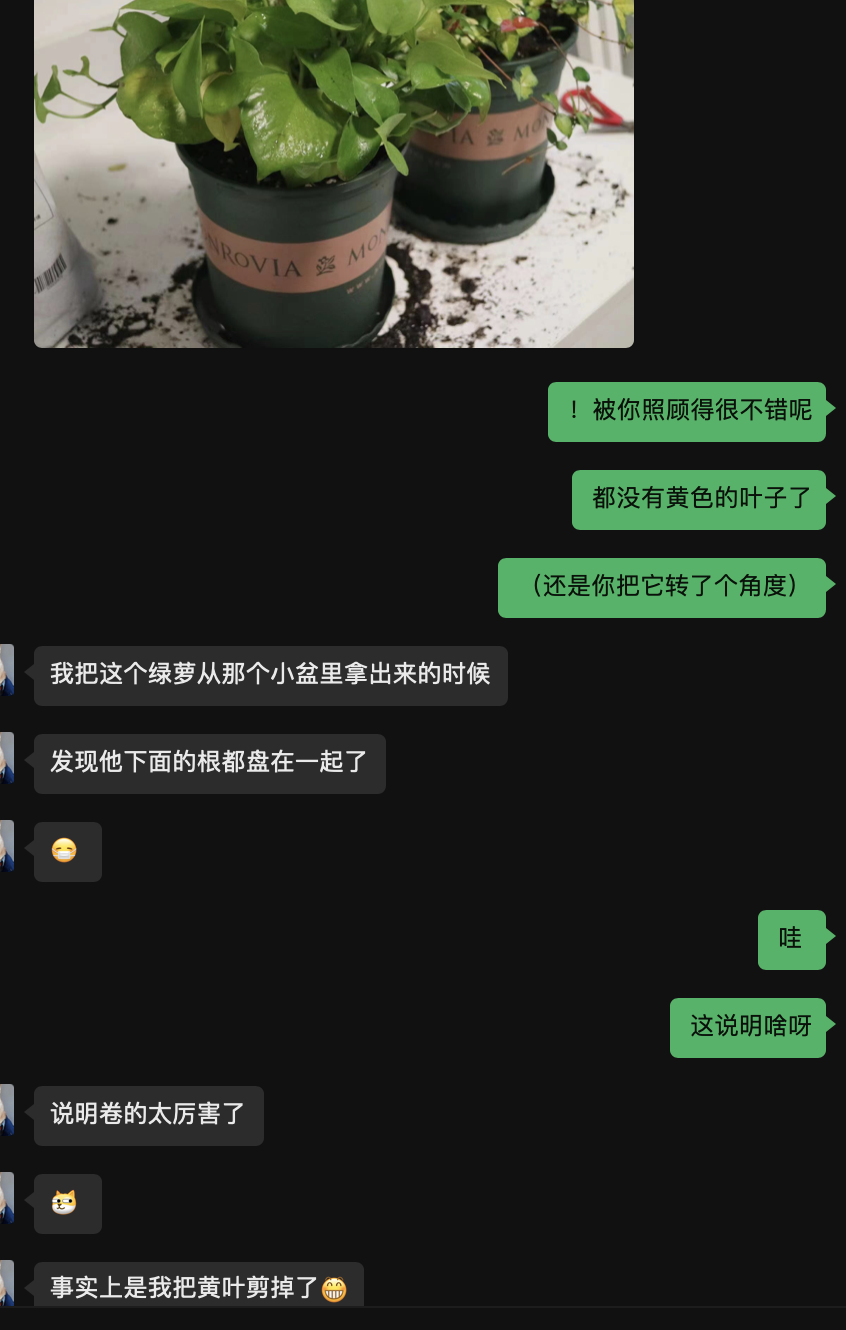 IA
MO
NROVIA
MON
！被你照顾得很不错呢
都没有黄色的叶子了
（还是你把它转了个角度）
我把这个绿萝从那个小盆里拿出来的时候
发现他下面的根都盘在一起了
😷
哇
这说明啥呀
说明卷的太厉害了
事实上是我把黄叶剪掉了😁